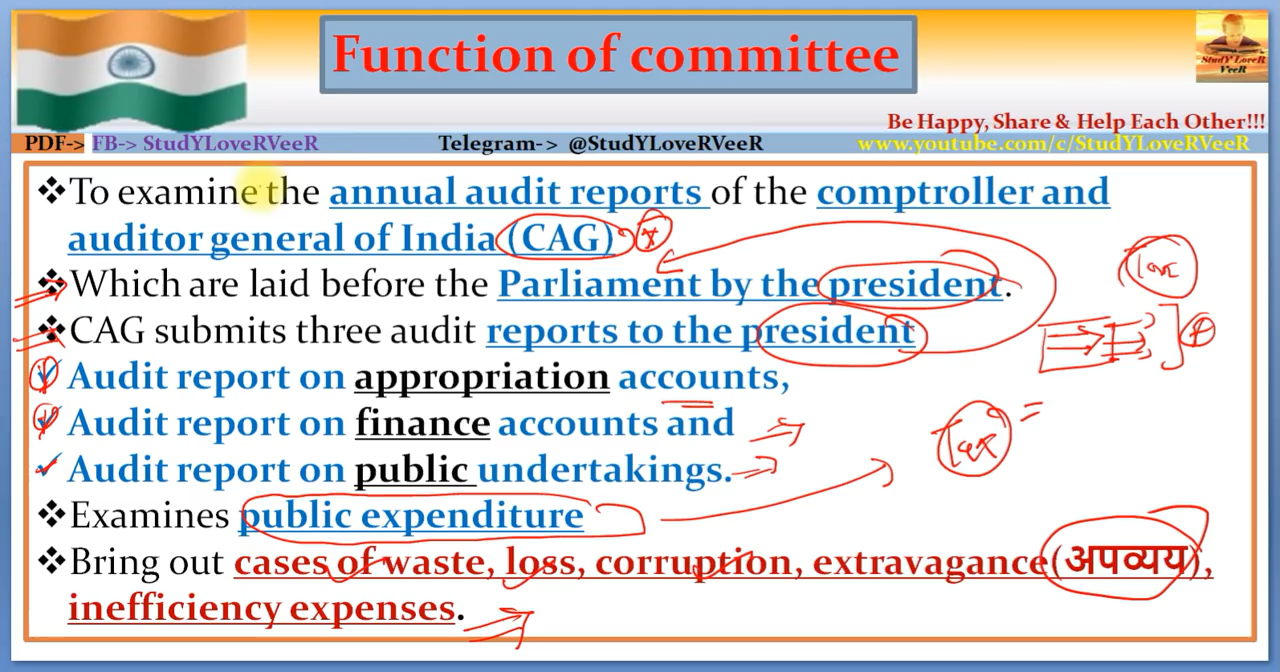 Function of committee
StudY LoveR
VeeR
Be Happy, Share & Help Each Other!!!
PDF-> FB-> StudYLoveRVeeR Telegram-> @StudYLoveRVeeR www.youtube.com/c/StudYLoveRVeeR
❖To examine the annual audit reports of the comptroller and
auditor general of India (CAG)
❖Which are laid before the Parliament by the president.
❖CAG submits three audit reports to the president
✓ Audit report on appropriation accounts,
✓ Audit report on finance accounts and
✓ Audit report on public undertakings.
❖Examines public expenditure
❖Bring out cases of waste, loss, corruption, extravagance(अपव्यय),
inefficiency expenses.